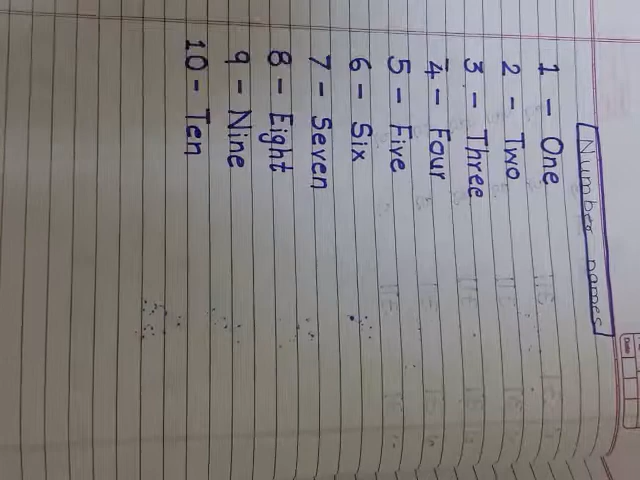 Number names
1 - One
2 - Two
3 - Three
4 - Four
5 - Five
6 - Six
7 - Seven
8 - Eight
9 - Nine
10 - Ten
Date